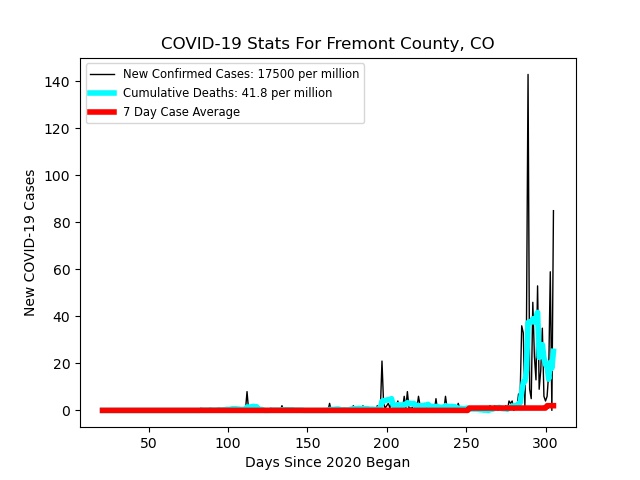 COVID-19 Stats For Fremont County, CO
New Confirmed Cases: 17500 per million
Cumulative Deaths: 41.8 per million
7 Day Case Average
New COVID-19 Cases
140
120
100
80
60
40
20
0
50 100 150 200 250 300
Days Since 2020 Began